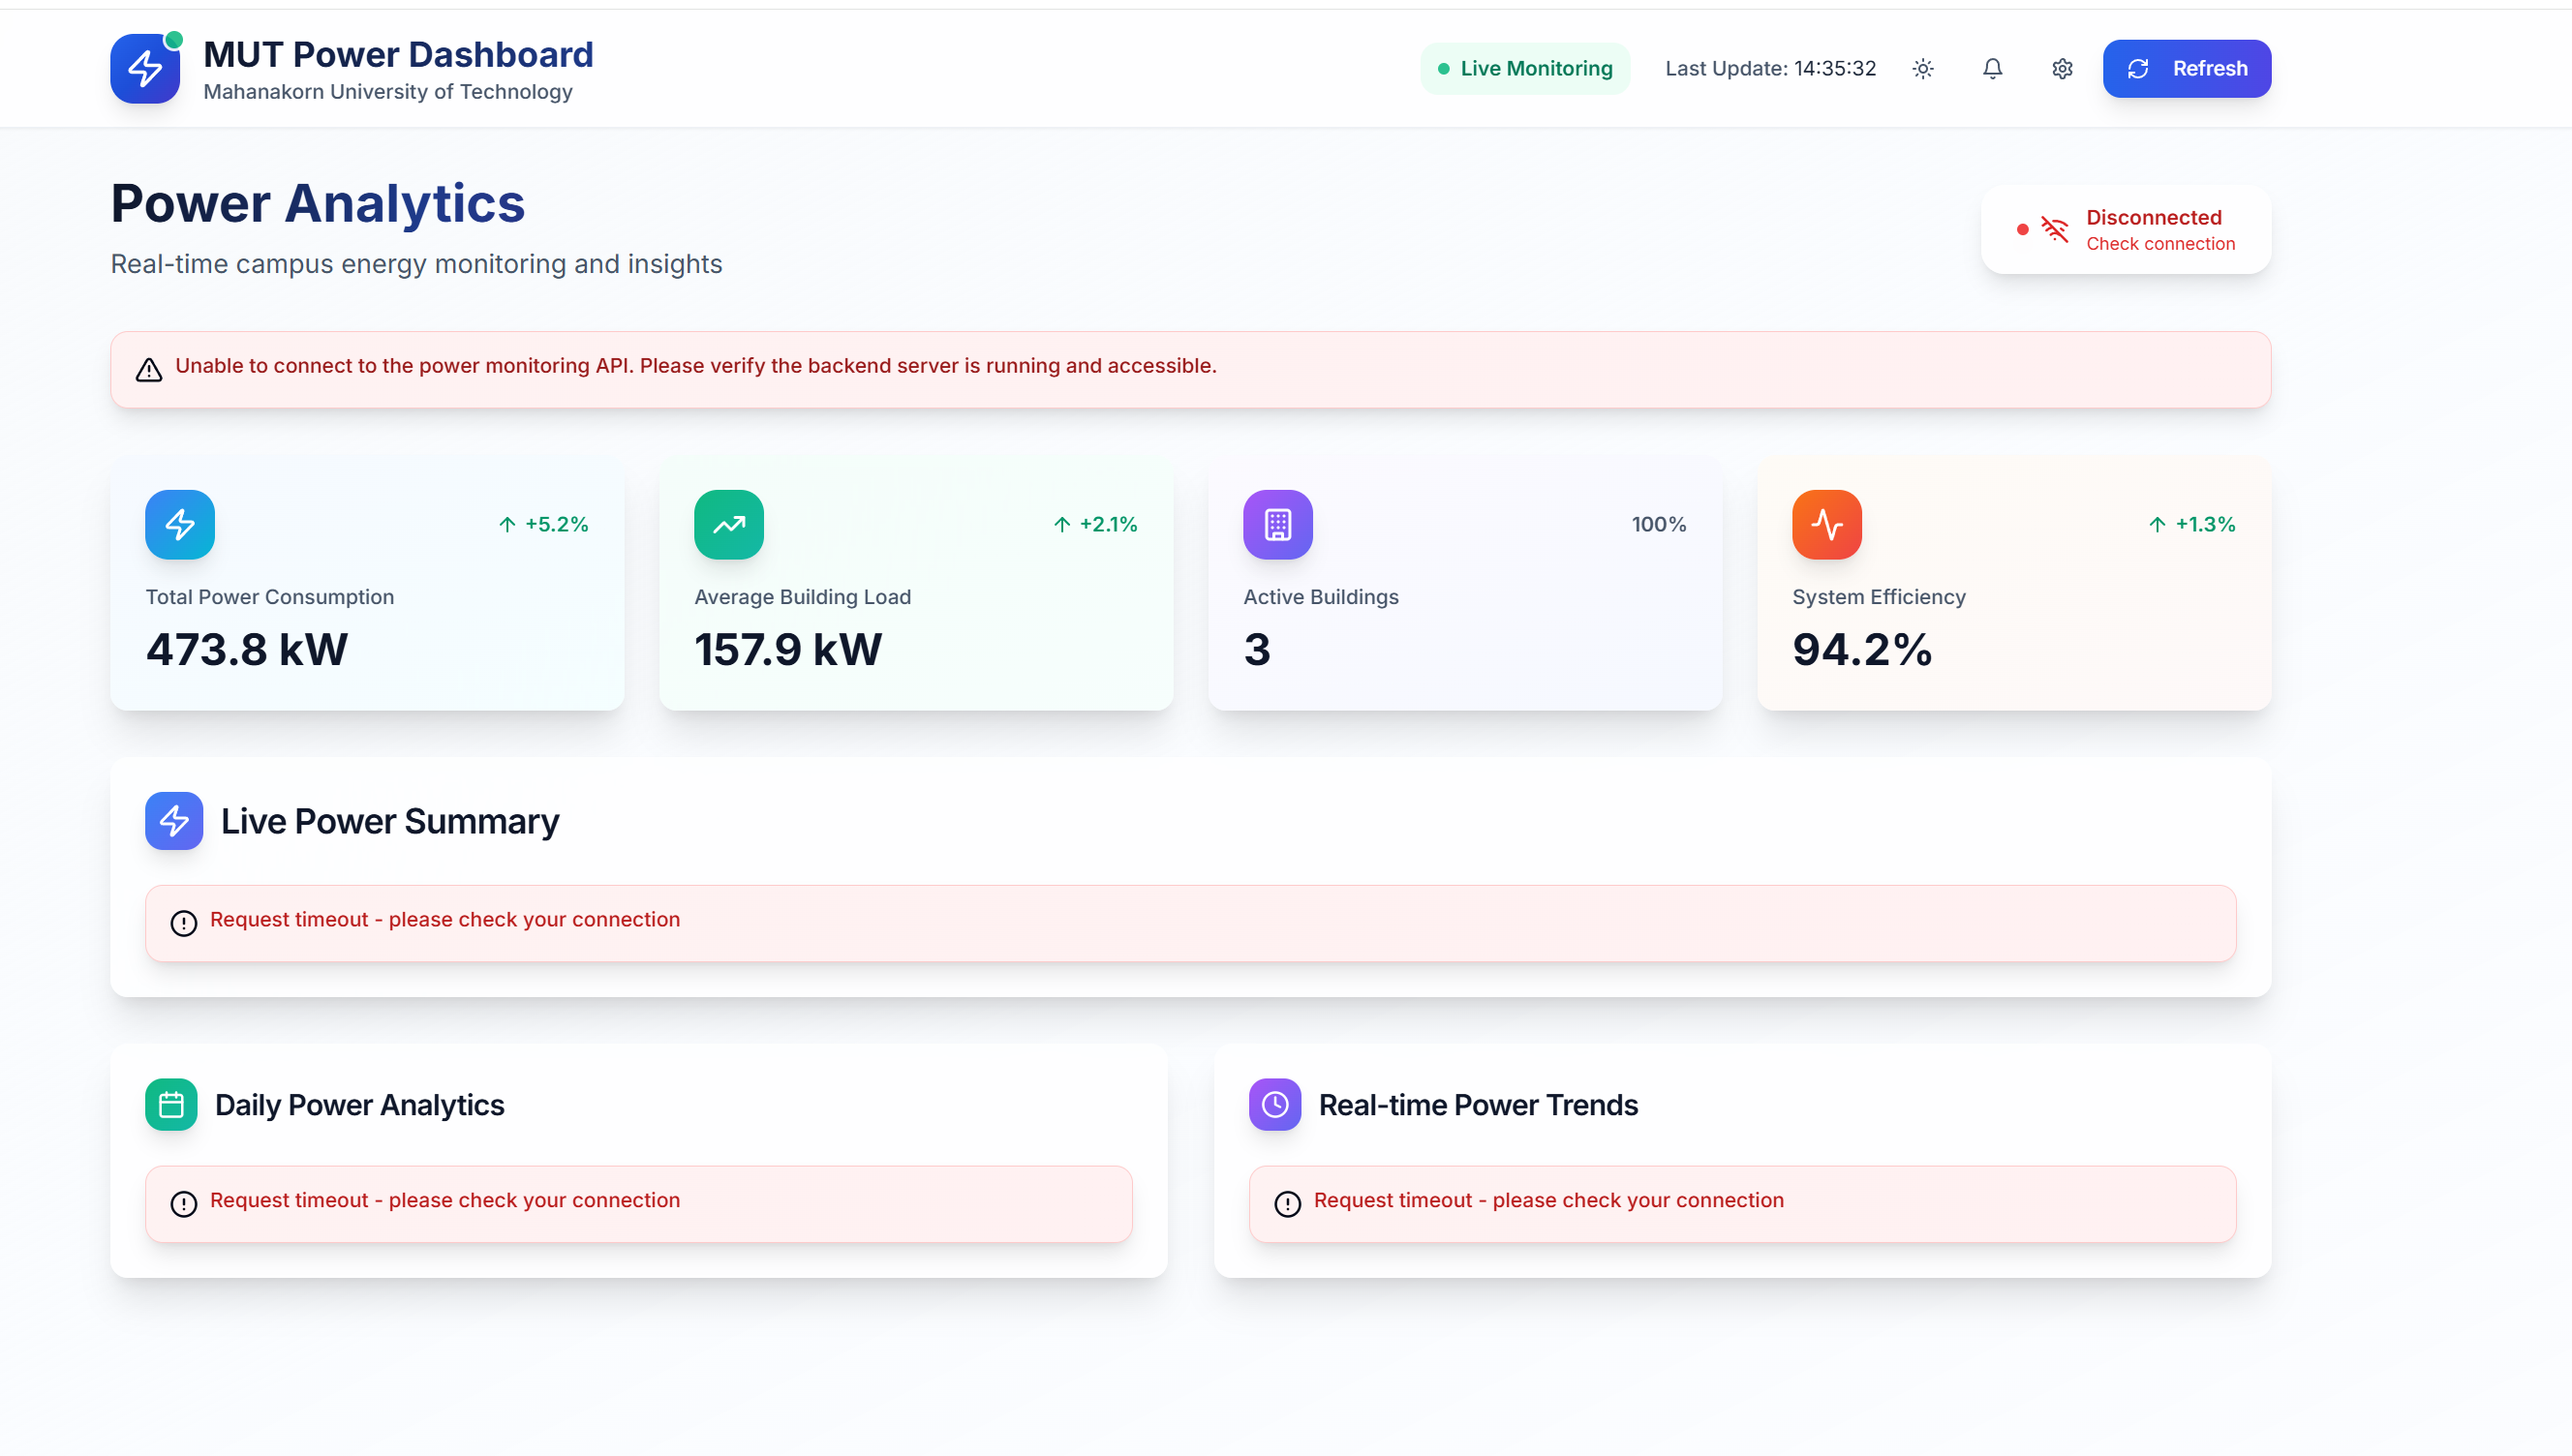 MUT Power Dashboard
Mahanakorn University of Technology
Live Monitoring
Last Update: 14:35:32
Refresh
Power Analytics
Real-time campus energy monitoring and insights
Disconnected
Check connection
Unable to connect to the power monitoring API. Please verify the backend server is running and accessible.
+5.2%
Total Power Consumption
473.8 kW
+2.1%
Average Building Load
157.9 kW
100%
Active Buildings
3
+1.3%
System Efficiency
94.2%
Live Power Summary
Request timeout - please check your connection
Daily Power Analytics
Request timeout - please check your connection
Real-time Power Trends
Request timeout - please check your connection